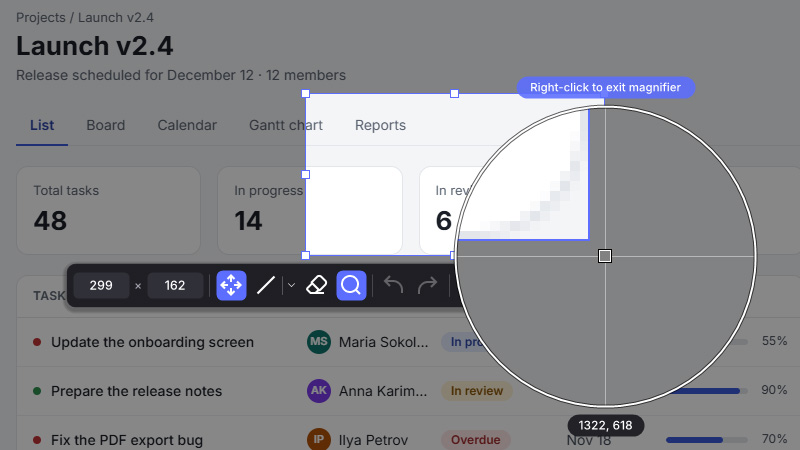 Projects / Launch v2.4
Launch v2.4
Release scheduled for December 12 · 12 members
Right-click to exit magnifier
List Board Calendar Gantt chart Reports
Total tasks In progress In rev
48 14 6
299 × 162
TASK
Update the onboarding screen MS Maria Sokol... In pro 55%
Prepare the release notes AK Anna Karim... In review 90%
1322, 618
Fix the PDF export bug IP Ilya Petrov Overdue Nov 18 70%